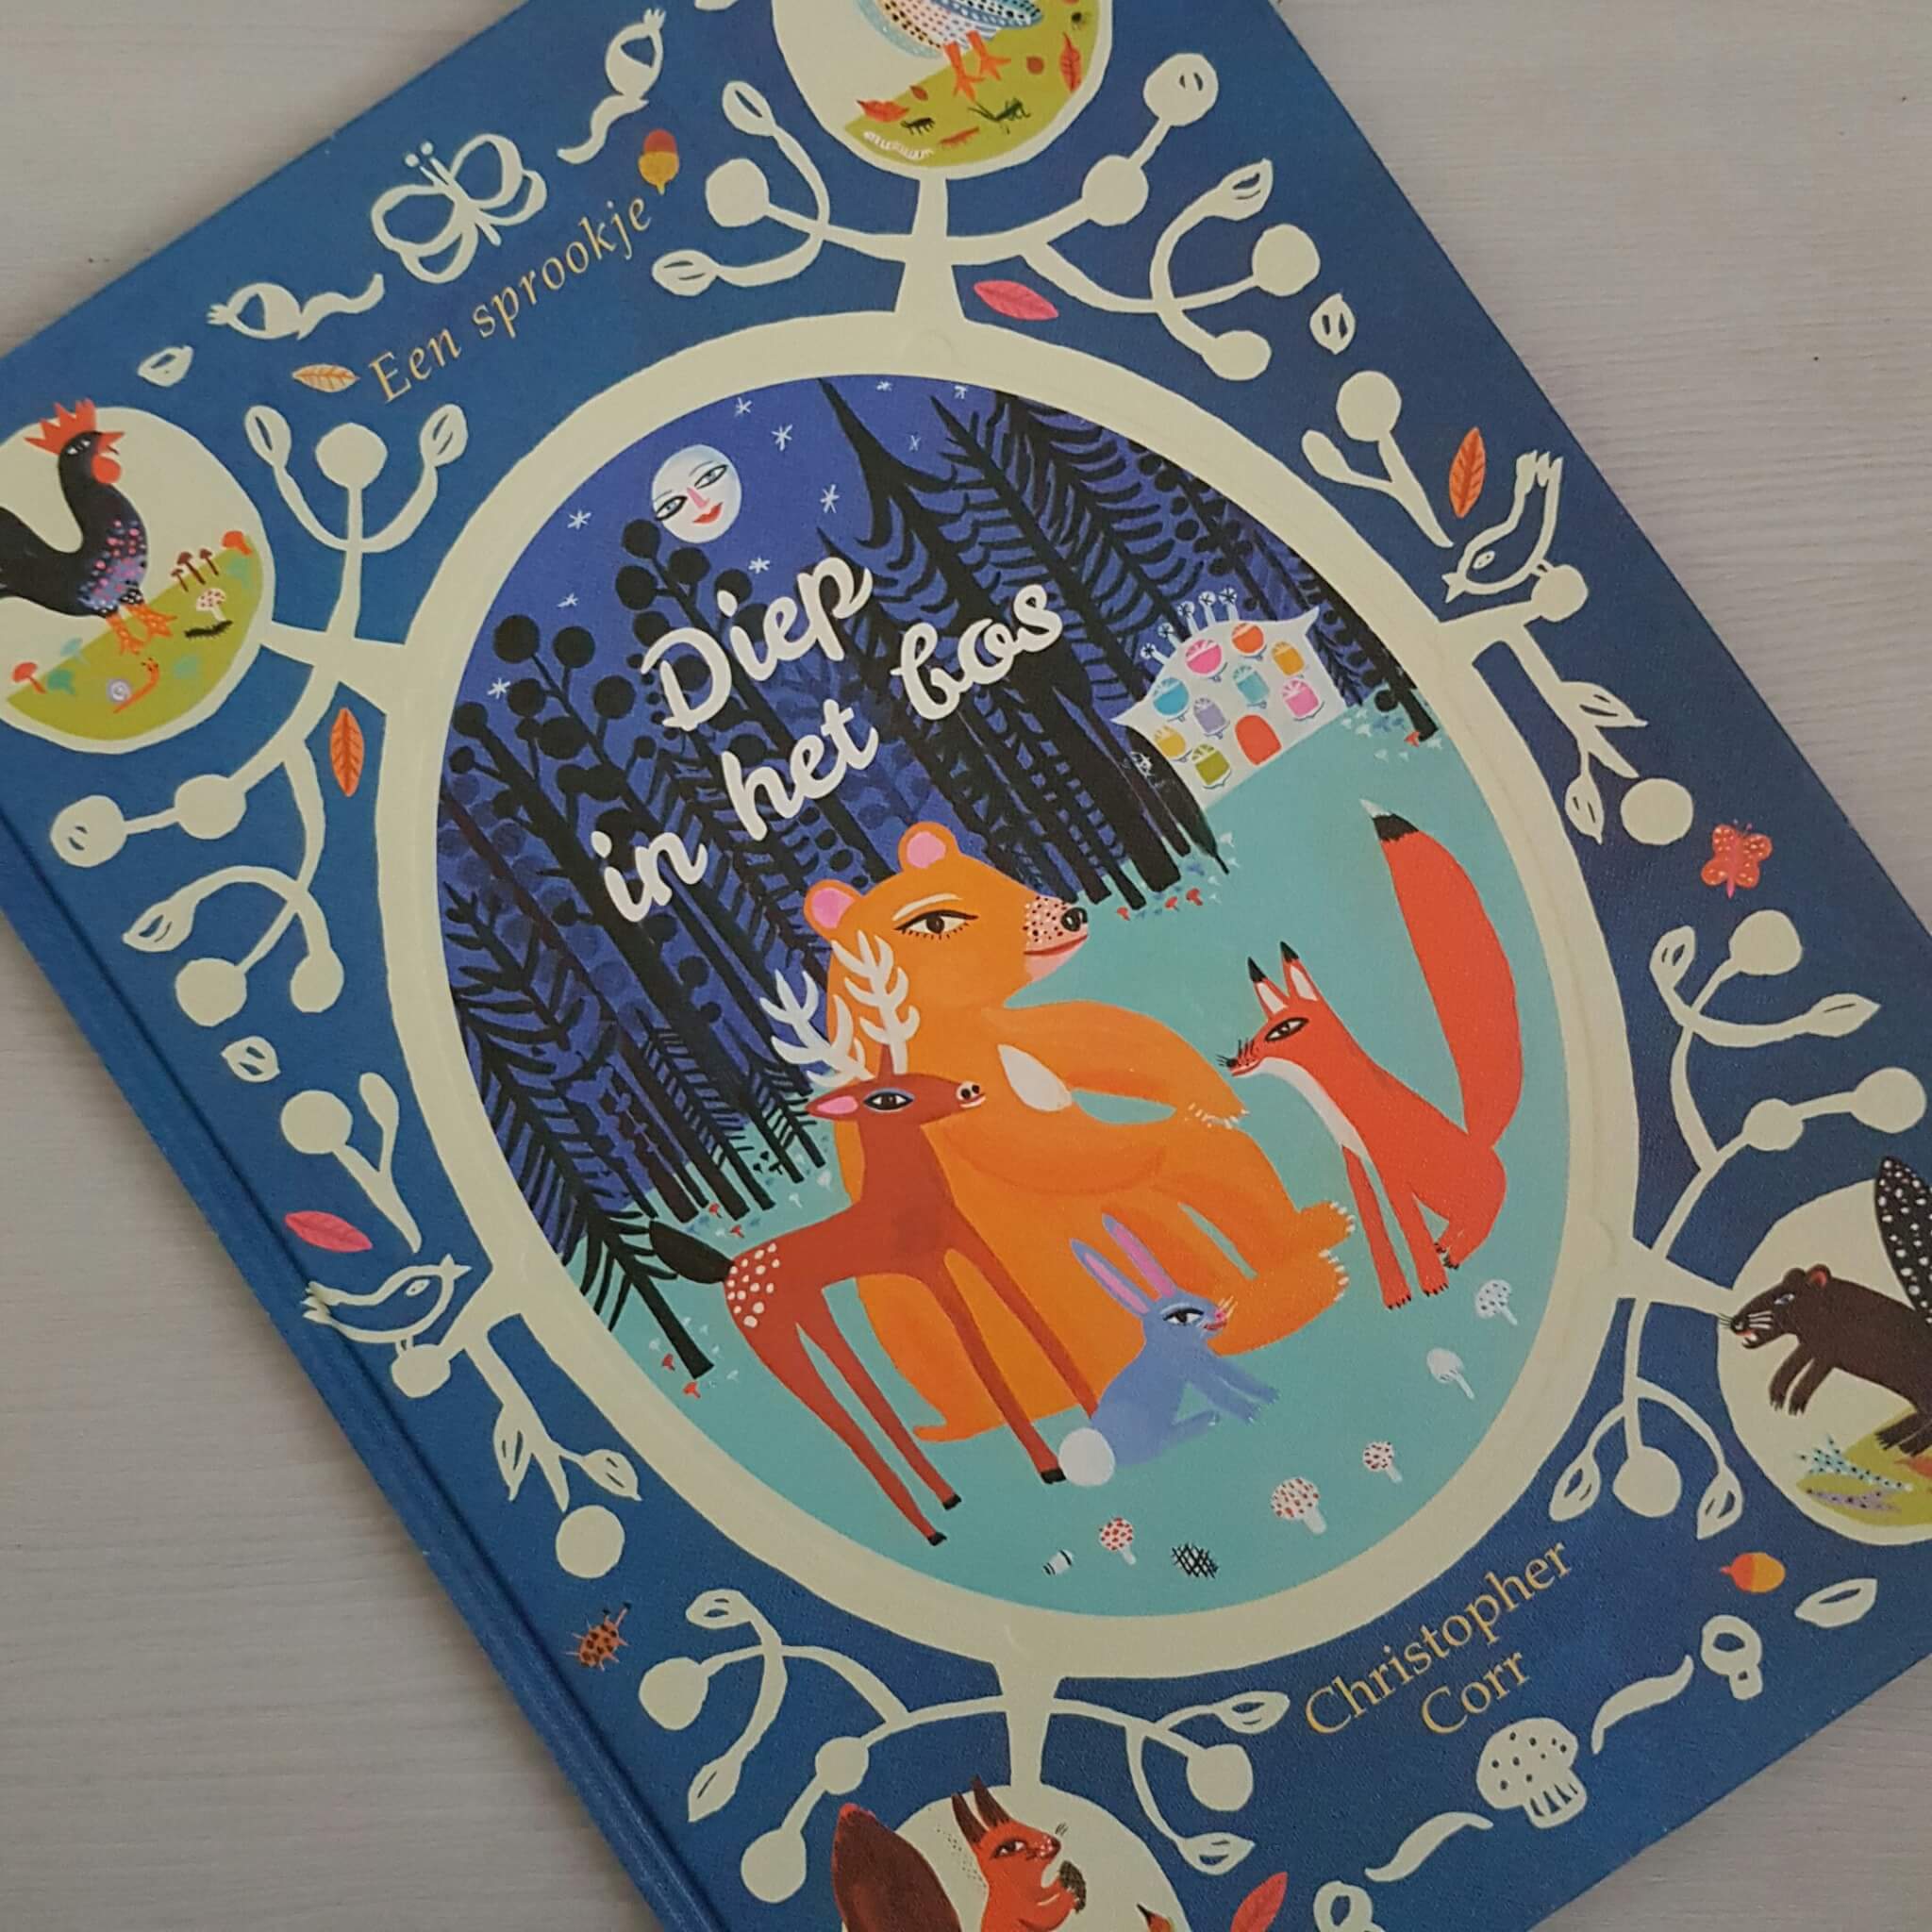 Een sprookje
Diep
in het bos
Christopher
Corr